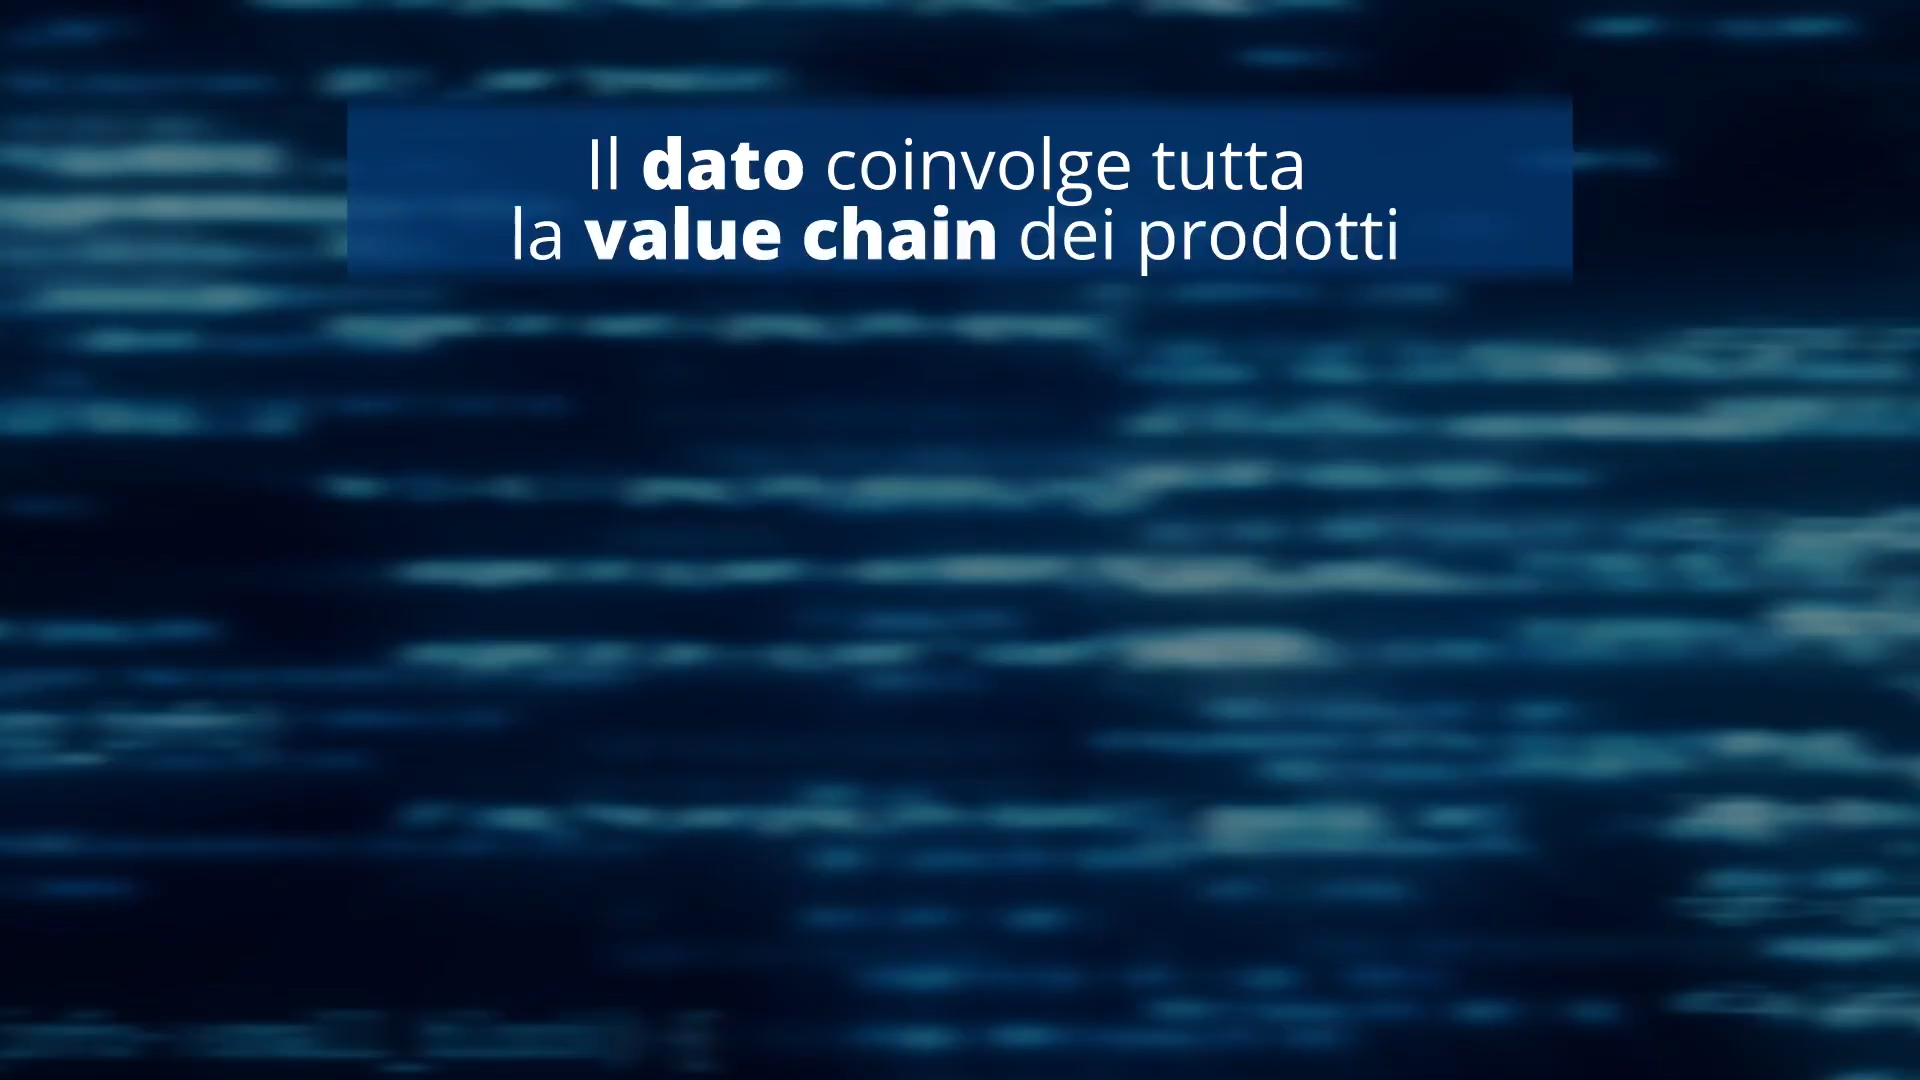 Il dato coinvolge tutta
la value chain dei prodotti